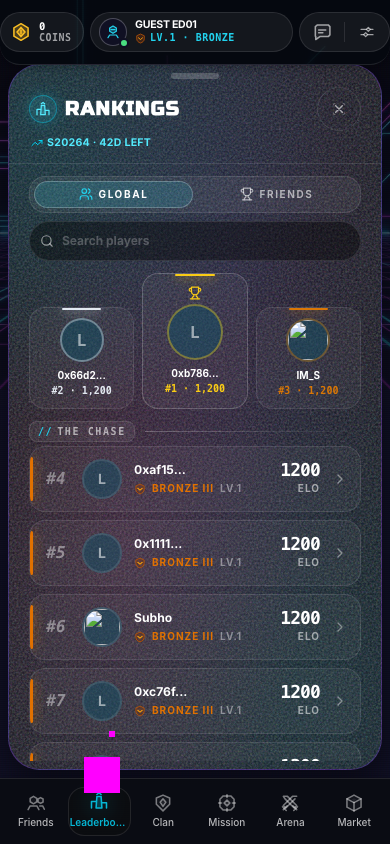 0
COINS
GUEST ED01
LV.1 · BRONZE
RANKINGS
S20264 · 42D LEFT
GLOBAL
FRIENDS
Search players
L
0x66d2...
#2 · 1,200
L
0xb786...
#1 · 1,200
IM_S
#3 · 1,200
// THE CHASE
#4
L
0xaf15...
BRONZE III LV.1
1200
ELO
#5
L
0x1111...
BRONZE III LV.1
1200
ELO
#6
Subho
BRONZE III LV.1
1200
ELO
#7
L
0xc76f...
BRONZE III LV.1
1200
ELO
Friends
Leaderbo...
Clan
Mission
Arena
Market